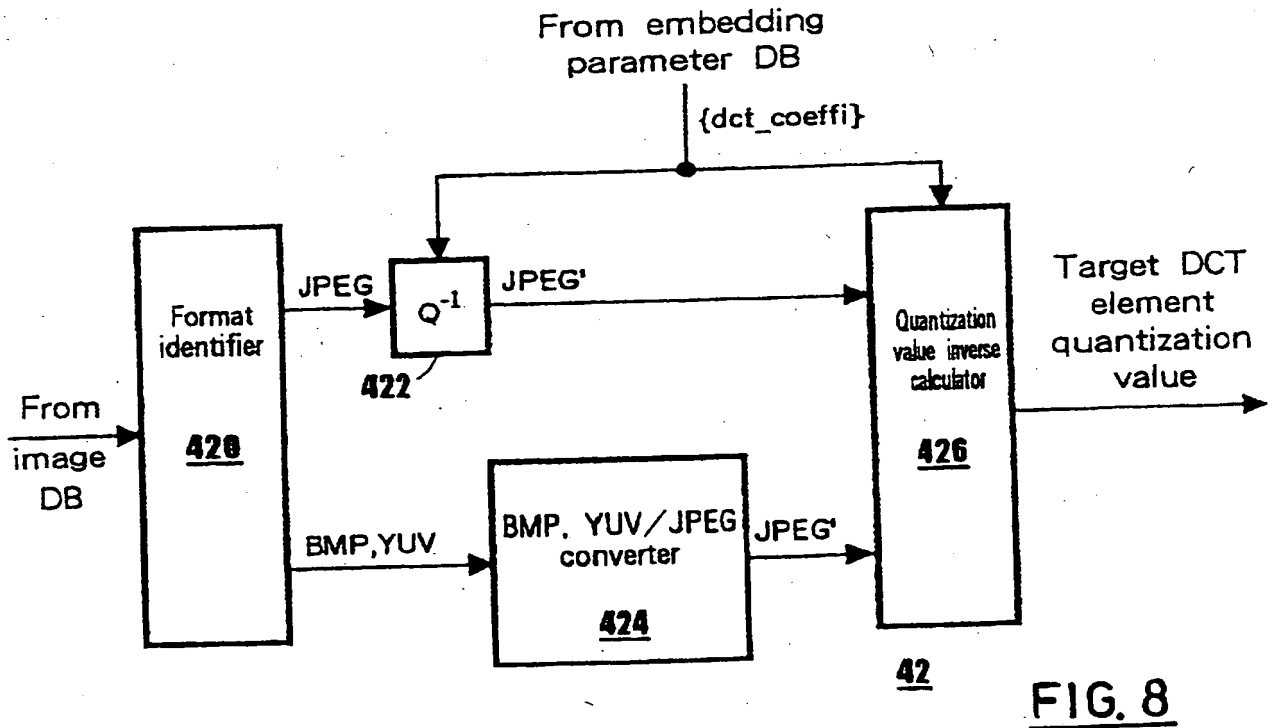 From embedding
parameter DB
{dct_coeffi}
JPEG
Q-1
JPEG'
422
Format
identifier
420
From
image
DB
BMP,YUV
BMP. YUV/JPEG
converter
424
JPEG'
Quantization
value inverse
calculator
426
Target DCT
element
quantization
value
42
FIG. 8